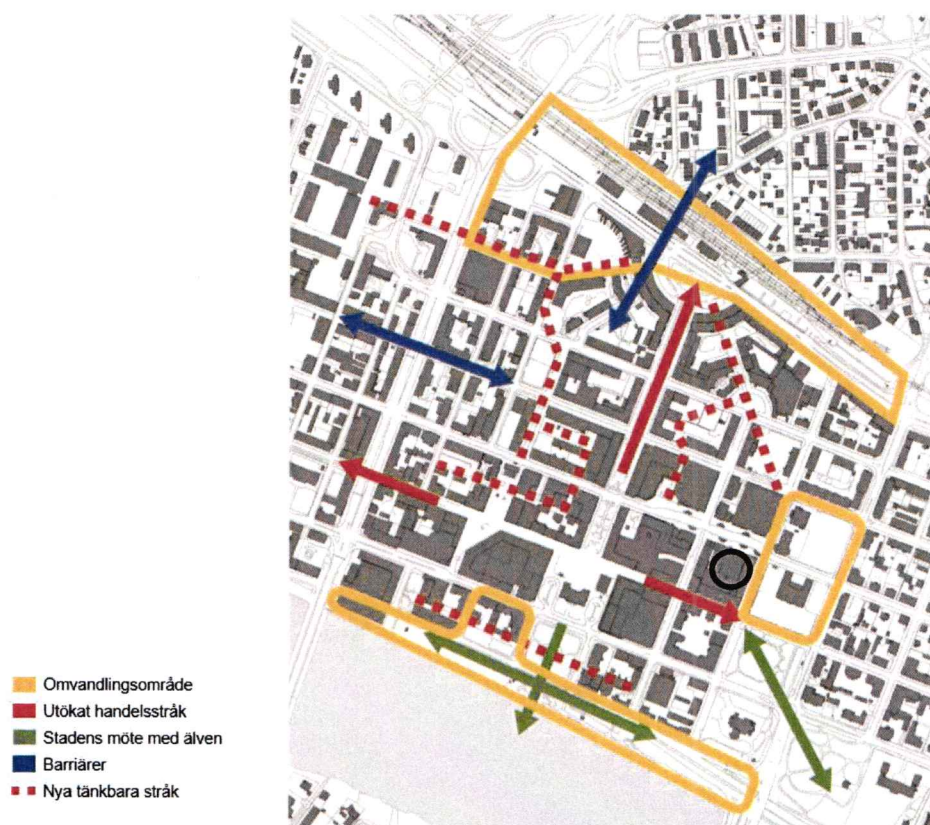 Omvandlingsområde
Utökat handelsstråk
Stadens möte med älven
Barriärer
Nya tänkbara stråk